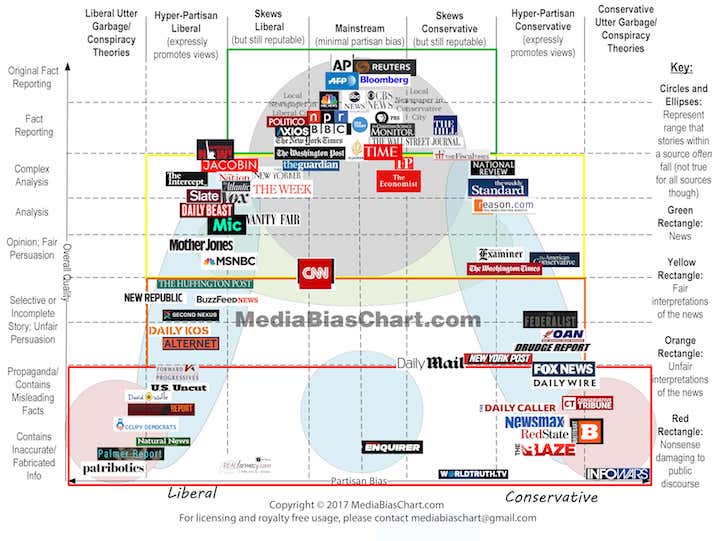 Liberal Utter
Garbage/
Conspiracy
Theories
Hyper-Partisan
Liberal
(expressly
promotes views)
Skews
Liberal
(but still reputable)
Mainstream
(minimal partisan bias)
Skews
Conservative
(but still reputable)
Hyper-Partisan
Conservative
(expressly
promotes views)
Conservative
Utter Garbage/
Conspiracy
Theories
Original Fact
Reporting
Fact
Reporting
Complex
Analysis
Analysis
Opinion; Fair
Persuasion
Selective or
Incomplete
Story; Unfair
Persuasion
Propaganda/
Contains
Misleading
Facts
Contains
Inaccurate/
Fabricated
Info
Overall Quality
AP
REUTERS
AFP
Bloomberg
Local
Newspaper in
Liberal City
NBC NEWS
abc
NEWS
CBS
NEWS
Local
Newspaper in
Conservative
City
POLITICO
npr
PBS
AXIOS
BBC
MONITOR
THE
HILL
The New York Times
THE WALL STREET JOURNAL
The Washington Post
TIME
THE FiscalTimes
JACOBIN
theguardian
FP
NATIONAL
REVIEW
The
Intercept_
The Nation
NEW YORKER
The
Atlantic
THE WEEK
The
Economist
the weekly
Standard
Slate
Vox
reason.com
DAILY BEAST
Mic
VANITY FAIR
Mother Jones
MSNBC
Examiner
The American
Conservative
The Washington Times
CNN
THE HUFFINGTON POST
NEW REPUBLIC
BuzzFeedNEWS
SECOND NEXUS
MediaBiasChart.com
THE
FEDERALIST
DAILY KOS
ALTERNET
OAN
DRUDGE REPORT
Daily Mail
NEW YORK POST
FORWARD
PROGRESSIVES
FOX NEWS
DAILY WIRE
U.S. Uncut
David Wolfe
REPORT
THE DAILY CALLER
CT
CONSERVATIVE
TRIBUNE
OCCUPY DEMOCRATS
Newsmax
RedState
B
Natural News
ENQUIRER
THE
BLAZE
Palmer Report
patribotics
REALfarmacy.com
WORLDTRUTH.TV
INFOWARS
Partisan Bias
Liberal
Conservative
Key:
Circles and
Ellipses:
Represent
range that
stories within
a source often
fall (not true
for all sources
though)
Green
Rectangle:
News
Yellow
Rectangle:
Fair
interpretations
of the news
Orange
Rectangle:
Unfair
interpretations
of the news
Red
Rectangle:
Nonsense
damaging to
public
discourse
Copyright © 2017 MediaBiasChart.com
For licensing and royalty free usage, please contact mediabiaschart@gmail.com